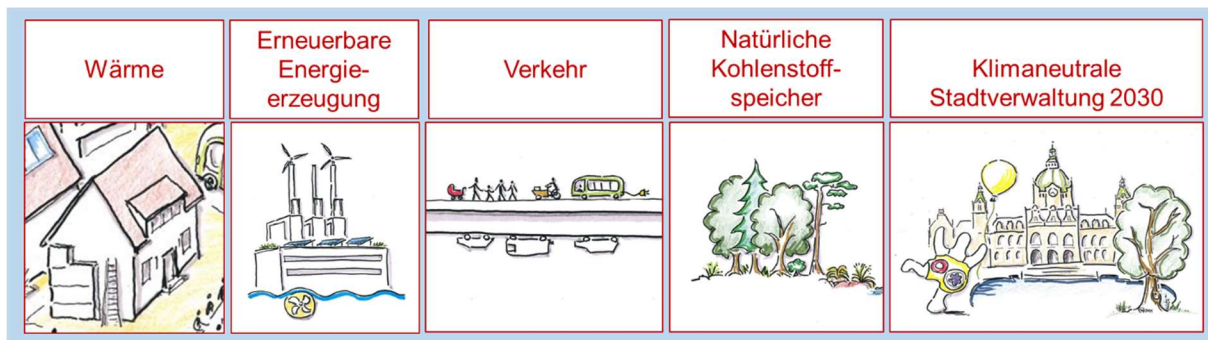 Wärme
Erneuerbare
Energie-
erzeugung
Verkehr
Natürliche
Kohlenstoff-
speicher
Klimaneutrale
Stadtverwaltung 2030